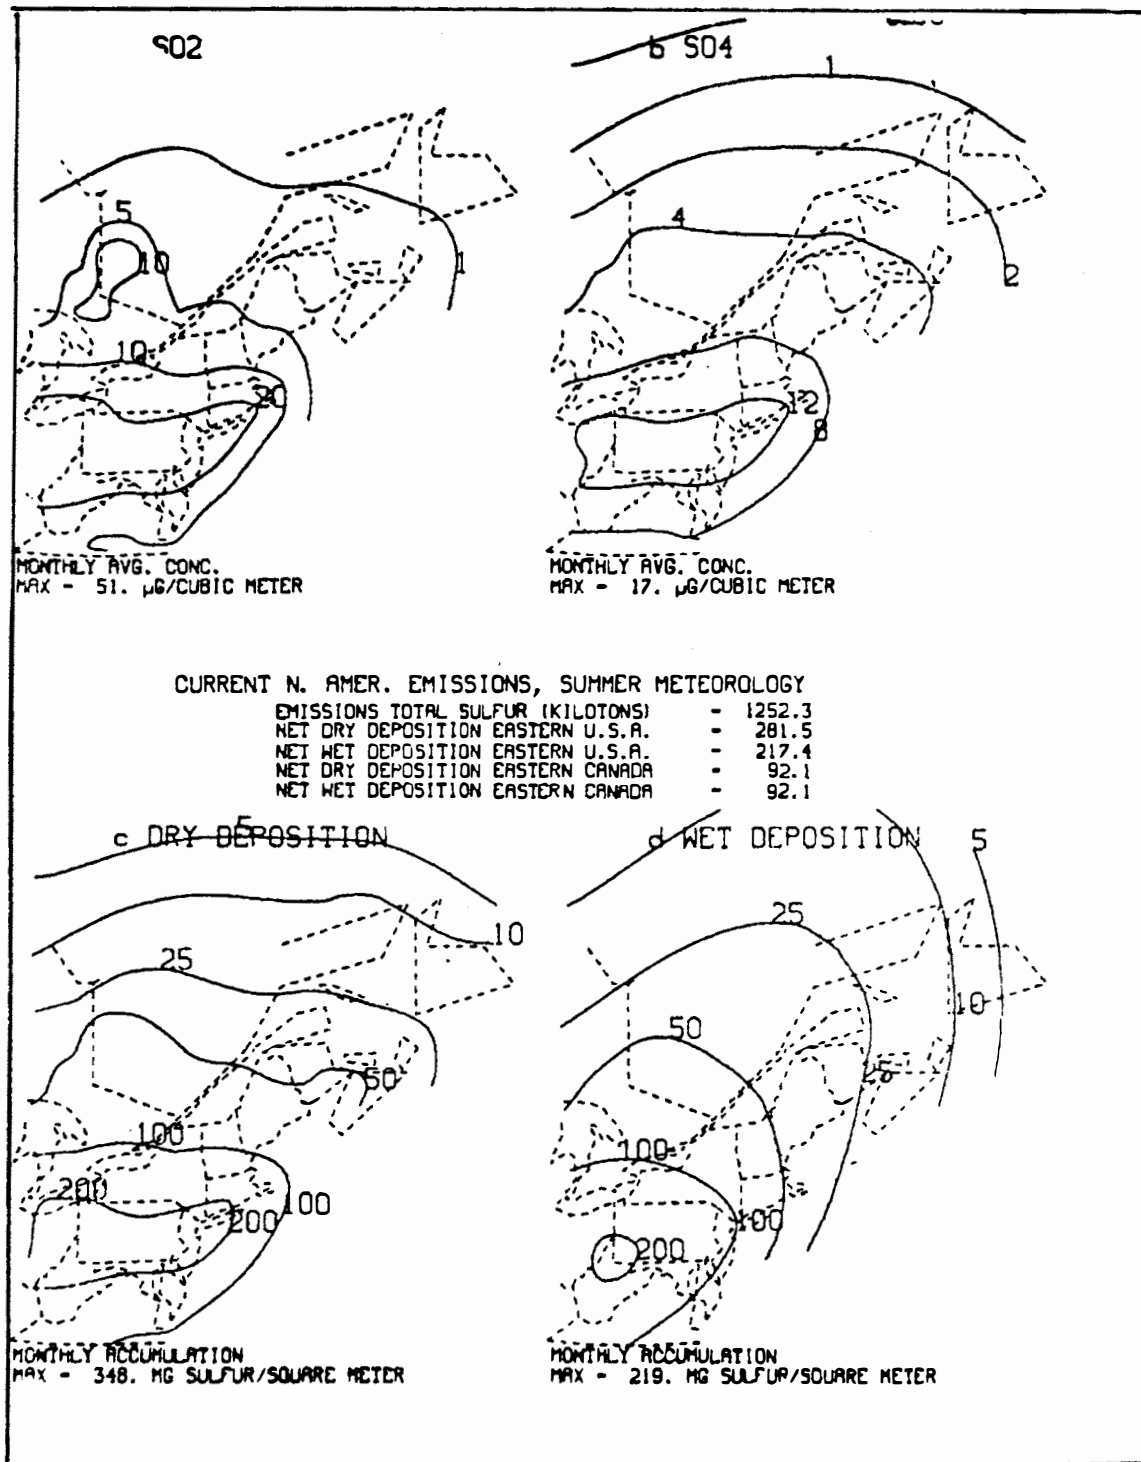 SO2
b SO4
1
5
10
1
4
2
10
20
12
8
MONTHLY AVG. CONC.
MAX - 51. µG/CUBIC METER
MONTHLY AVG. CONC.
MAX - 17. µG/CUBIC METER
CURRENT N. AMER. EMISSIONS, SUMMER METEOROLOGY
EMISSIONS TOTAL SULFUR (KILOTONS) - 1252.3
NET DRY DEPOSITION EASTERN U.S.A. - 281.5
NET WET DEPOSITION EASTERN U.S.A. - 217.4
NET DRY DEPOSITION EASTERN CANADA - 92.1
NET WET DEPOSITION EASTERN CANADA - 92.1
5
c DRY DEPOSITION
d WET DEPOSITION
5
10
25
25
10
50
50
25
100
100
200
100
200
100
200
MONTHLY ACCUMULATION
MAX - 348. MG SULFUR/SQUARE METER
MONTHLY ACCUMULATION
MAX - 219. MG SULFUR/SQUARE METER